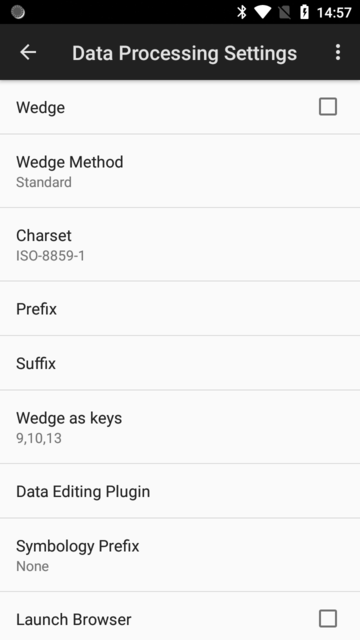 14:57
Data Processing Settings
Wedge
Wedge Method
Standard
Charset
ISO-8859-1
Prefix
Suffix
Wedge as keys
9,10,13
Data Editing Plugin
Symbology Prefix
None
Launch Browser